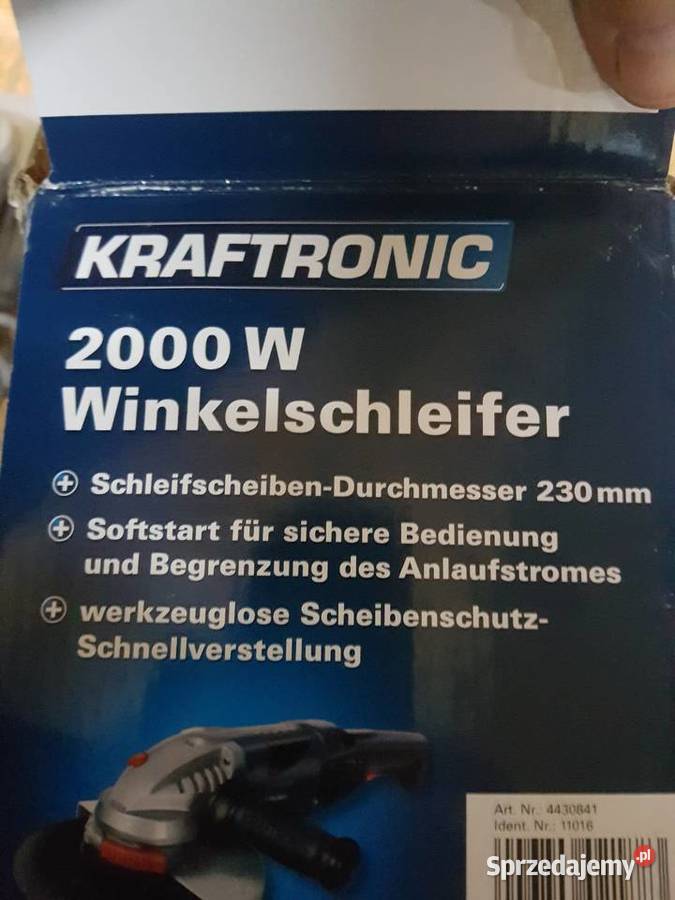 KRAFTRONIC
2000 W
Winkelschleifer
Schleifscheiben-Durchmesser 230 mm
Softstart für sichere Bedienung
und Begrenzung des Anlaufstromes
werkzeuglose Scheibenschutz-
Schnellverstellung
Art. Nr.: 4430841
Ident. Nr.: 11016
Sprzedajemy.pl